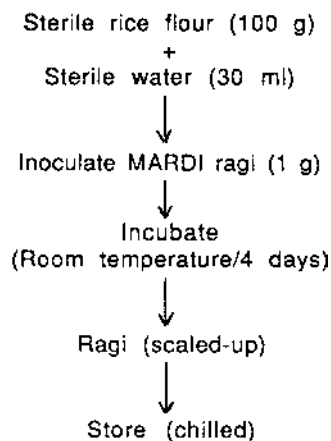 Sterile rice flour (100 g)
+
Sterile water (30 ml)
Inoculate MARDI ragi (1 g)
Incubate
(Room temperature/4 days)
Ragi (scaled-up)
Store (chilled)